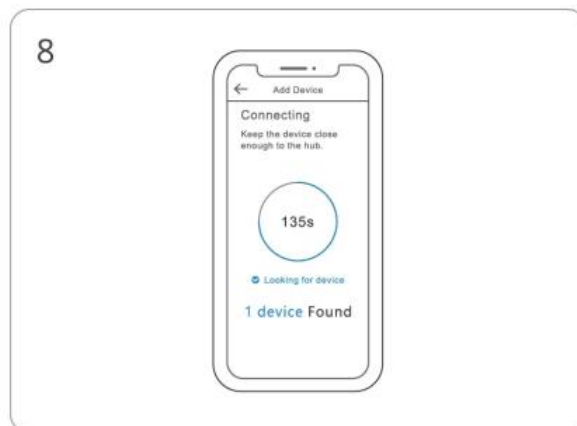 8
Add Device
Connecting
Keep the device close
enough to the hub.
135s
Looking for device
1 device Found